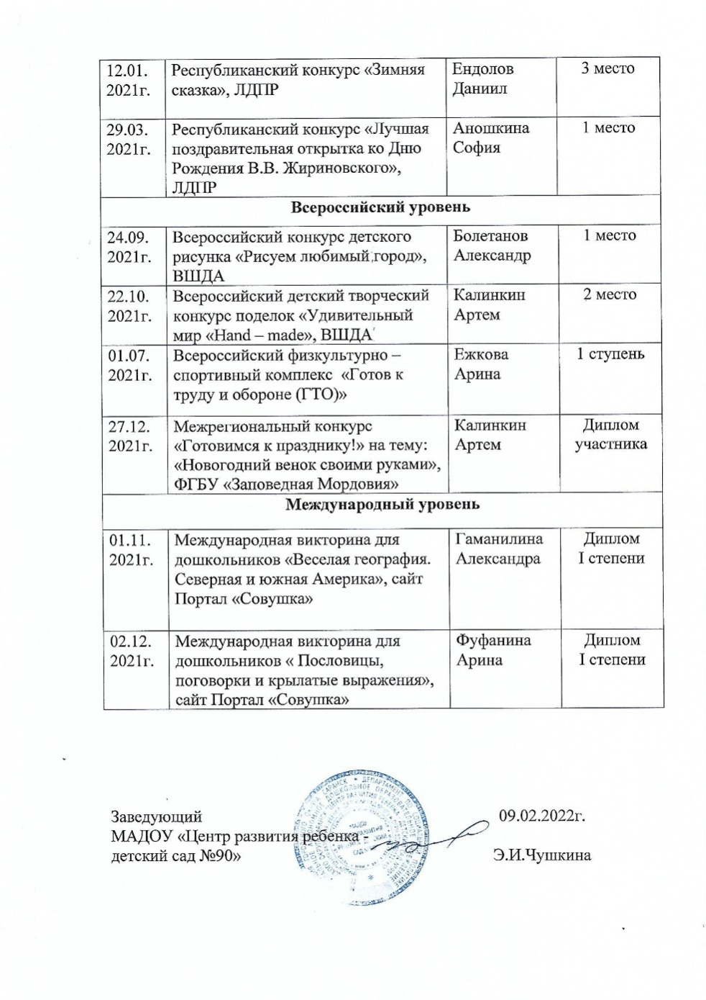 12.01.
2021г.
Республиканский конкурс «Зимняя
сказка», ЛДПР
Ендолов
Даниил
3 место
29.03.
2021г.
Республиканский конкурс «Лучшая
поздравительная открытка ко Дню
Рождения В.В. Жириновского»,
ЛДПР
Аношкина
София
1 место
Всероссийский уровень
24.09.
2021г.
Всероссийский конкурс детского
рисунка «Рисуем любимый город»,
ВШДА
Болетанов
Александр
1 место
22.10.
2021г.
Всероссийский детский творческий
конкурс поделок «Удивительный
мир «Hand – made», ВШДА
Калинкин
Артем
2 место
01.07.
2021г.
Всероссийский физкультурно –
спортивный комплекс «Готов к
труду и обороне (ГТО)»
Ежкова
Арина
1 ступень
27.12.
2021г.
Межрегиональный конкурс
«Готовимся к празднику!» на тему:
«Новогодний венок своими руками»,
ФГБУ «Заповедная Мордовия»
Калинкин
Артем
Диплом
участника
Международный уровень
01.11.
2021г.
Международная викторина для
дошкольников «Веселая география.
Северная и южная Америка», сайт
Портал «Совушка»
Гаманилина
Александра
Диплом
I степени
02.12.
2021г.
Международная викторина для
дошкольников « Пословицы,
поговорки и крылатые выражения»,
сайт Портал «Совушка»
Фуфанина
Арина
Диплом
I степени
Заведующий 09.02.2022г.
МАДОУ «Центр развития ребенка -
детский сад №90» Э.И.Чушкина